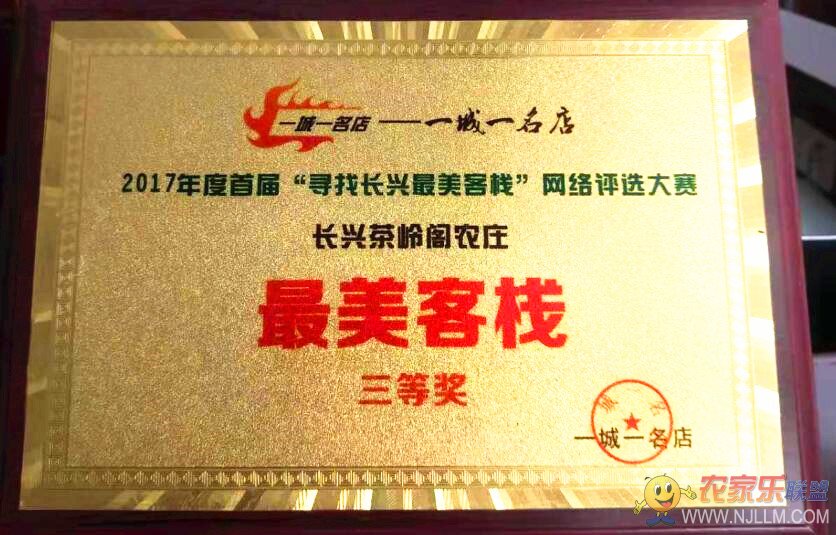 一城一名店——一城一名店
2017年度首届“寻找长兴最美客栈”网络评选大赛
长兴茶岭阁农庄
最美客栈
三等奖
一城一名店
农家乐联盟
WWW.NJLLM.COM